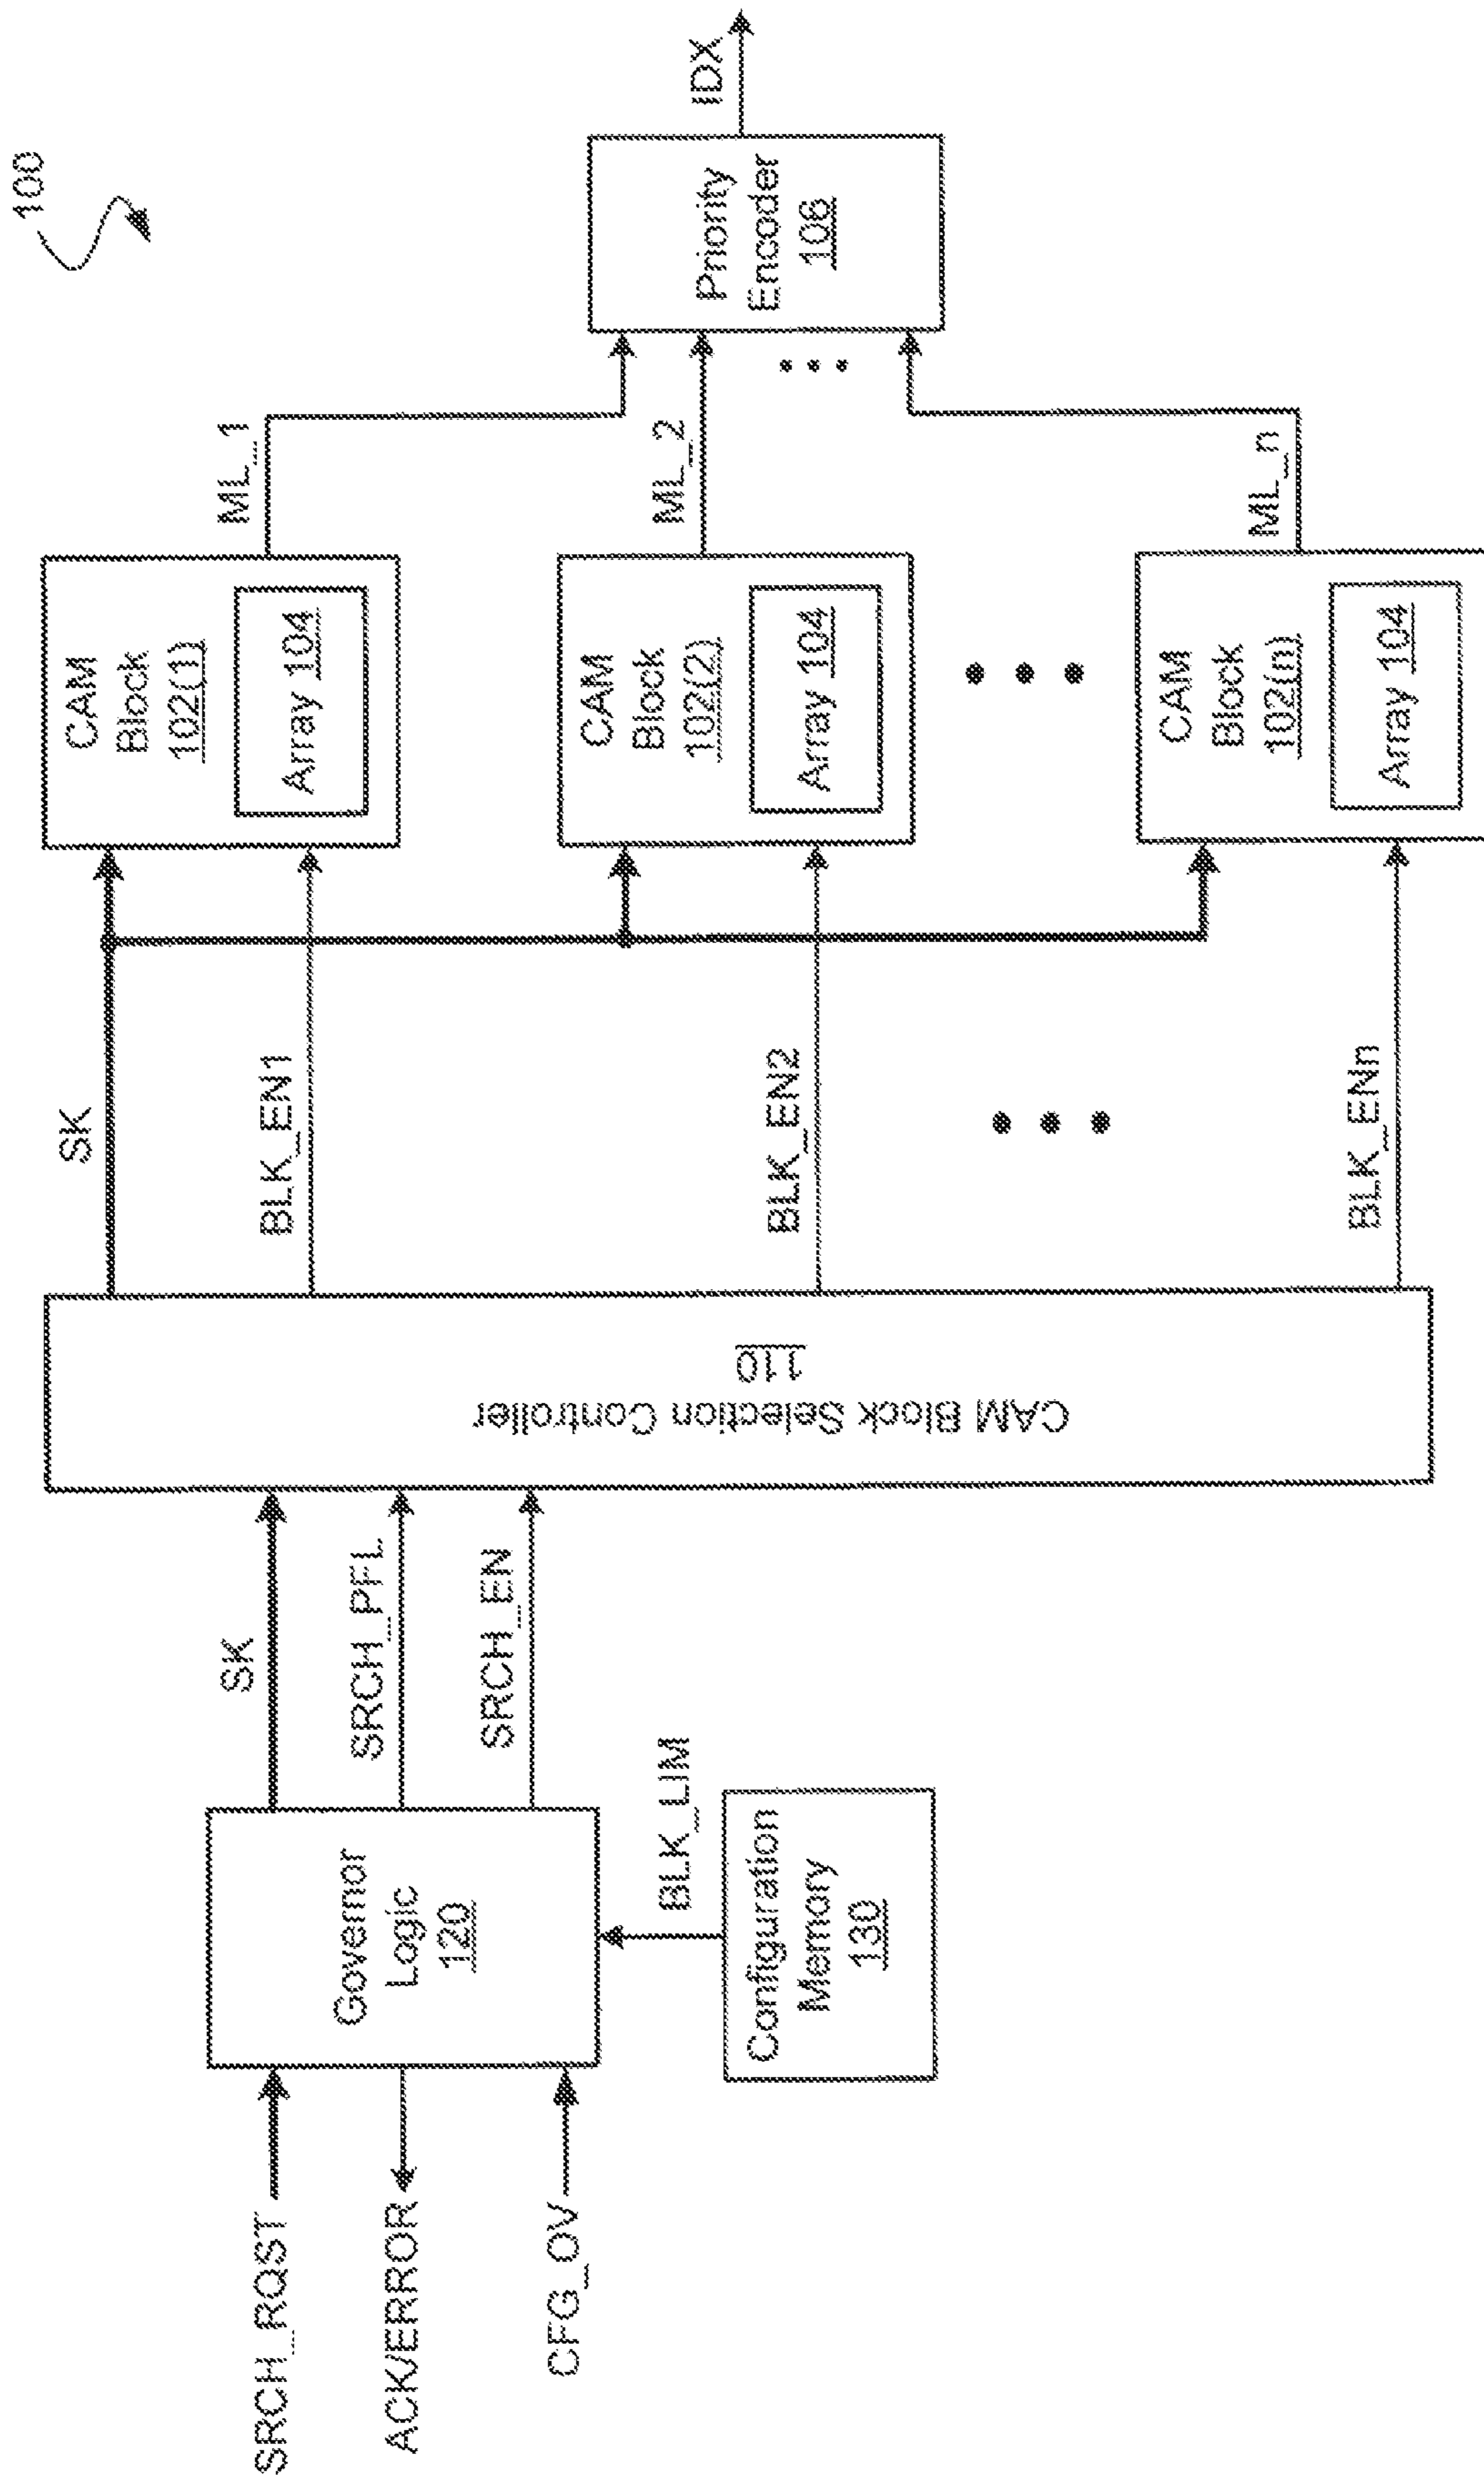 100
SRCH_RQST
ACK/ERROR
CFG_OV
Governor
Logic
120
BLK_LIM
Configuration
Memory
130
SK
SRCH_PFL
SRCH_EN
CAM Block Selection Controller
110
SK
BLK_EN1
BLK_EN2
BLK_ENn
CAM
Block
102(1)
Array 104
CAM
Block
102(2)
Array 104
CAM
Block
102(n)
Array 104
ML_1
ML_2
ML_n
Priority
Encoder
106
IDX